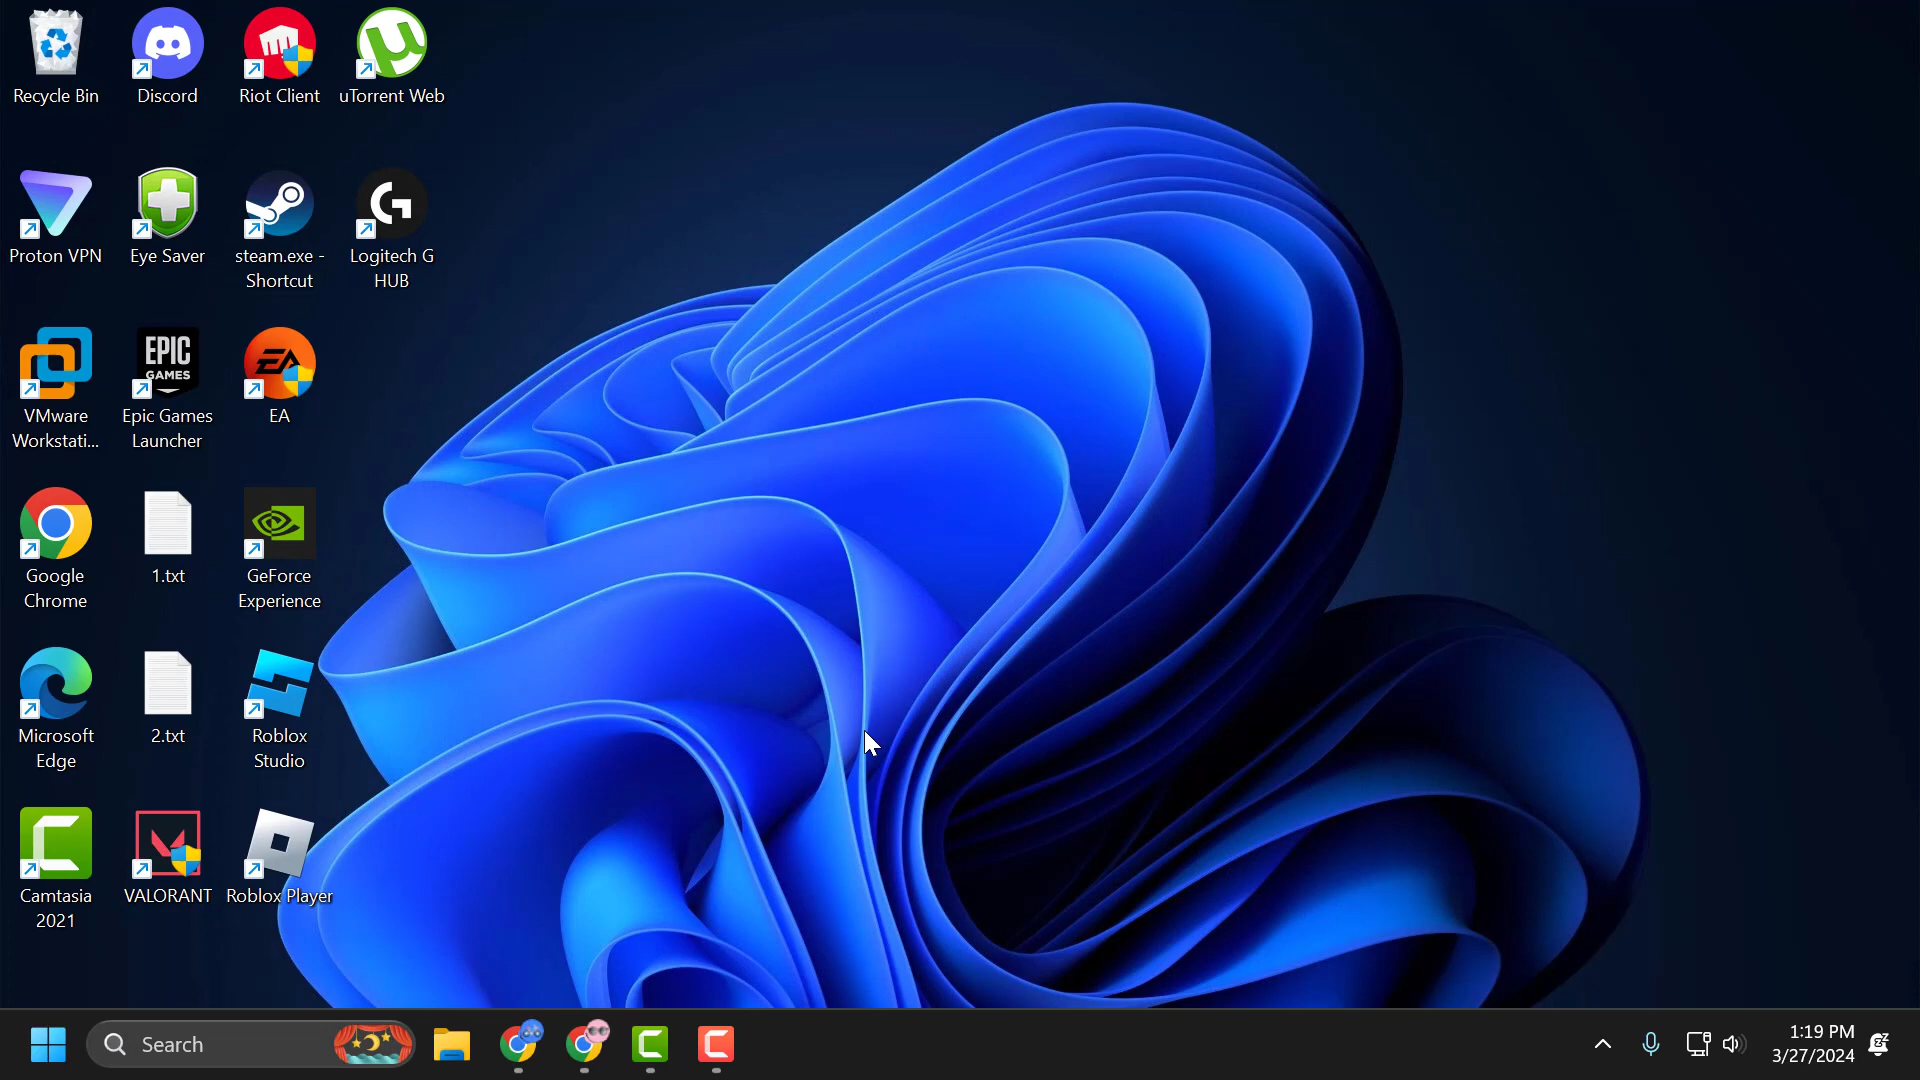 Recycle Bin
Discord
Riot Client
uTorrent Web
Proton VPN
Eye Saver
steam.exe -
Shortcut
Logitech G
HUB
VMware
Workstati...
EPIC
GAMES
Epic Games
Launcher
EA
EA
Google
Chrome
1.txt
GeForce
Experience
Microsoft
Edge
2.txt
Roblox
Studio
Camtasia
2021
VALORANT
Roblox Player
Search
1:19 PM
3/27/2024